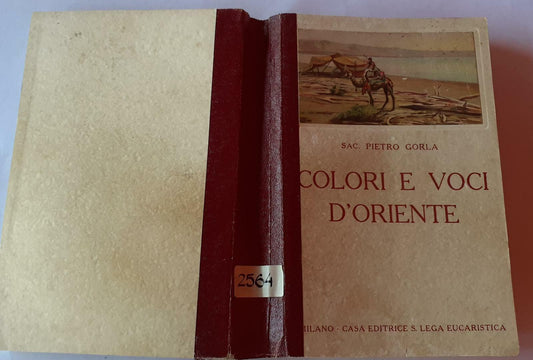 SAC. PIETRO GORLA
COLORI E VOCI
D'ORIENTE
2564
MILANO - CASA EDITRICE S. LEGA EUCARISTICA